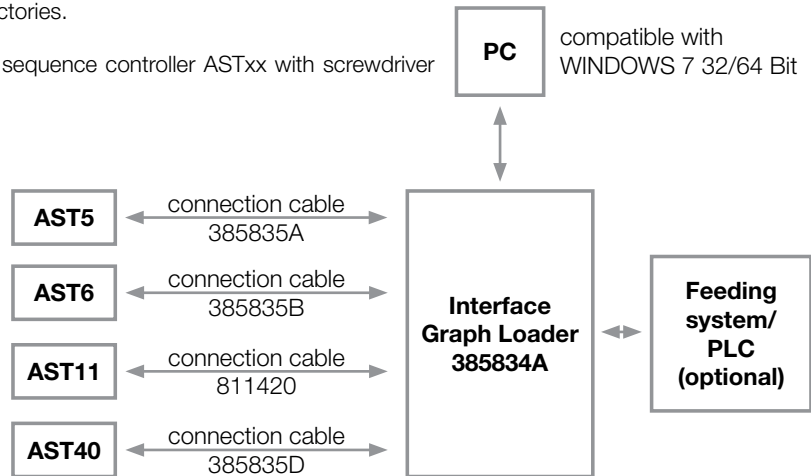 ctories.
sequence controller ASTxx with screwdriver
PC
compatible with
WINDOWS 7 32/64 Bit
AST5
connection cable
385835A
AST6
connection cable
385835B
AST11
connection cable
811420
AST40
connection cable
385835D
Interface
Graph Loader
385834A
Feeding
system/
PLC
(optional)